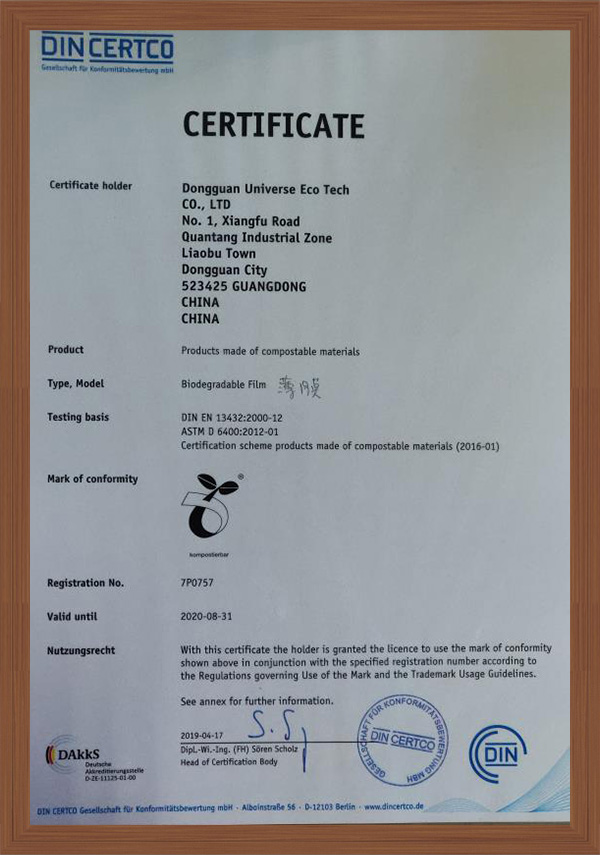 DIN CERTCO
Gesellschaft für Konformitätsbewertung mbH
CERTIFICATE
Certificate holder
Dongguan Universe Eco Tech
CO., LTD
No. 1, Xiangfu Road
Quantang Industrial Zone
Liaobu Town
Dongguan City
523425 GUANGDONG
CHINA
CHINA
Product
Products made of compostable materials
Type, Model
Biodegradable Film 薄膜
Testing basis
DIN EN 13432:2000-12
ASTM D 6400:2012-01
Certification scheme products made of compostable materials (2016-01)
Mark of conformity
®
kompostierbar
Registration No.
7P0757
Valid until
2020-08-31
Nutzungsrecht
With this certificate the holder is granted the licence to use the mark of conformity
shown above in conjunction with the specified registration number according to
the Regulations governing Use of the Mark and the Trademark Usage Guidelines.
See annex for further information.
2019-04-17
Dipl.-Wi.-Ing. (FH) Sören Scholz
Head of Certification Body
GESELLSCHAFT FÜR KONFORMITÄTSBEWERTUNG MBH
DIN CERTCO
DIN
DAkkS
Deutsche
Akkreditierungsstelle
D-ZE-11125-01-00
DIN CERTCO Gesellschaft für Konformitätsbewertung mbH · Alboinstraße 56 · D-12103 Berlin · www.dincertco.de